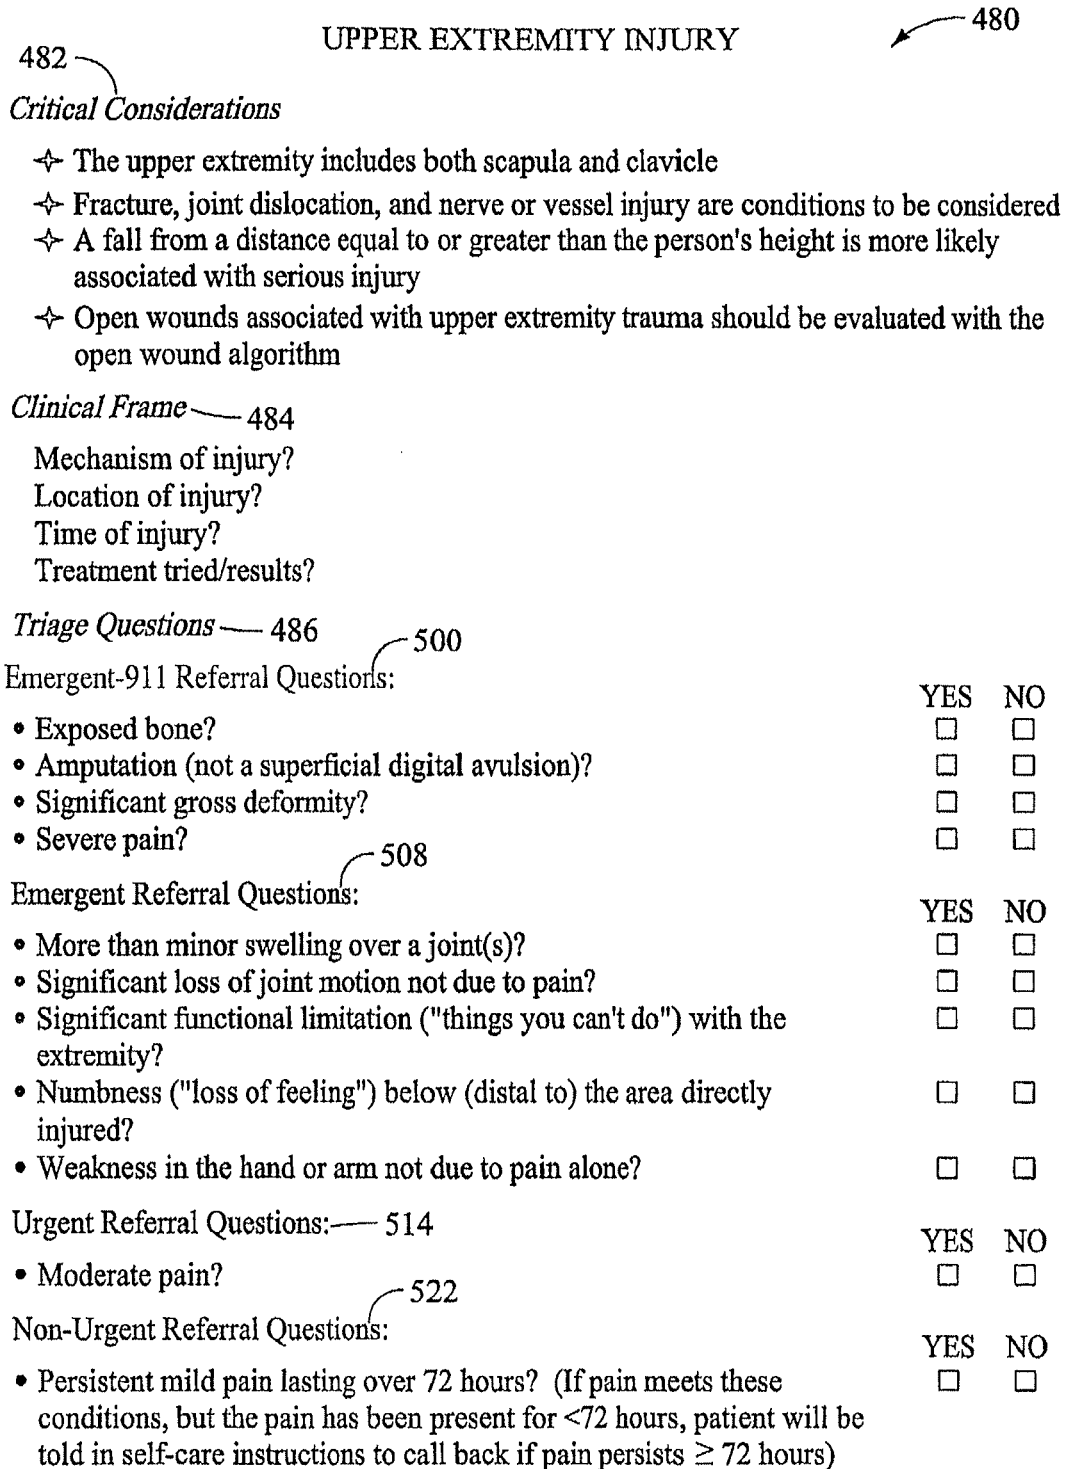 UPPER EXTREMITY INJURY
480
482
Critical Considerations
The upper extremity includes both scapula and clavicle
Fracture, joint dislocation, and nerve or vessel injury are conditions to be considered
A fall from a distance equal to or greater than the person's height is more likely
associated with serious injury
Open wounds associated with upper extremity trauma should be evaluated with the
open wound algorithm
Clinical Frame 484
Mechanism of injury?
Location of injury?
Time of injury?
Treatment tried/results?
Triage Questions 486
500
Emergent-911 Referral Questions:
YES NO
• Exposed bone?
• Amputation (not a superficial digital avulsion)?
• Significant gross deformity?
• Severe pain?
508
Emergent Referral Questions:
YES NO
• More than minor swelling over a joint(s)?
• Significant loss of joint motion not due to pain?
• Significant functional limitation ("things you can't do") with the
extremity?
• Numbness ("loss of feeling") below (distal to) the area directly
injured?
• Weakness in the hand or arm not due to pain alone?
Urgent Referral Questions: 514
YES NO
• Moderate pain?
522
Non-Urgent Referral Questions:
YES NO
• Persistent mild pain lasting over 72 hours? (If pain meets these
conditions, but the pain has been present for <72 hours, patient will be
told in self-care instructions to call back if pain persists ≥ 72 hours)